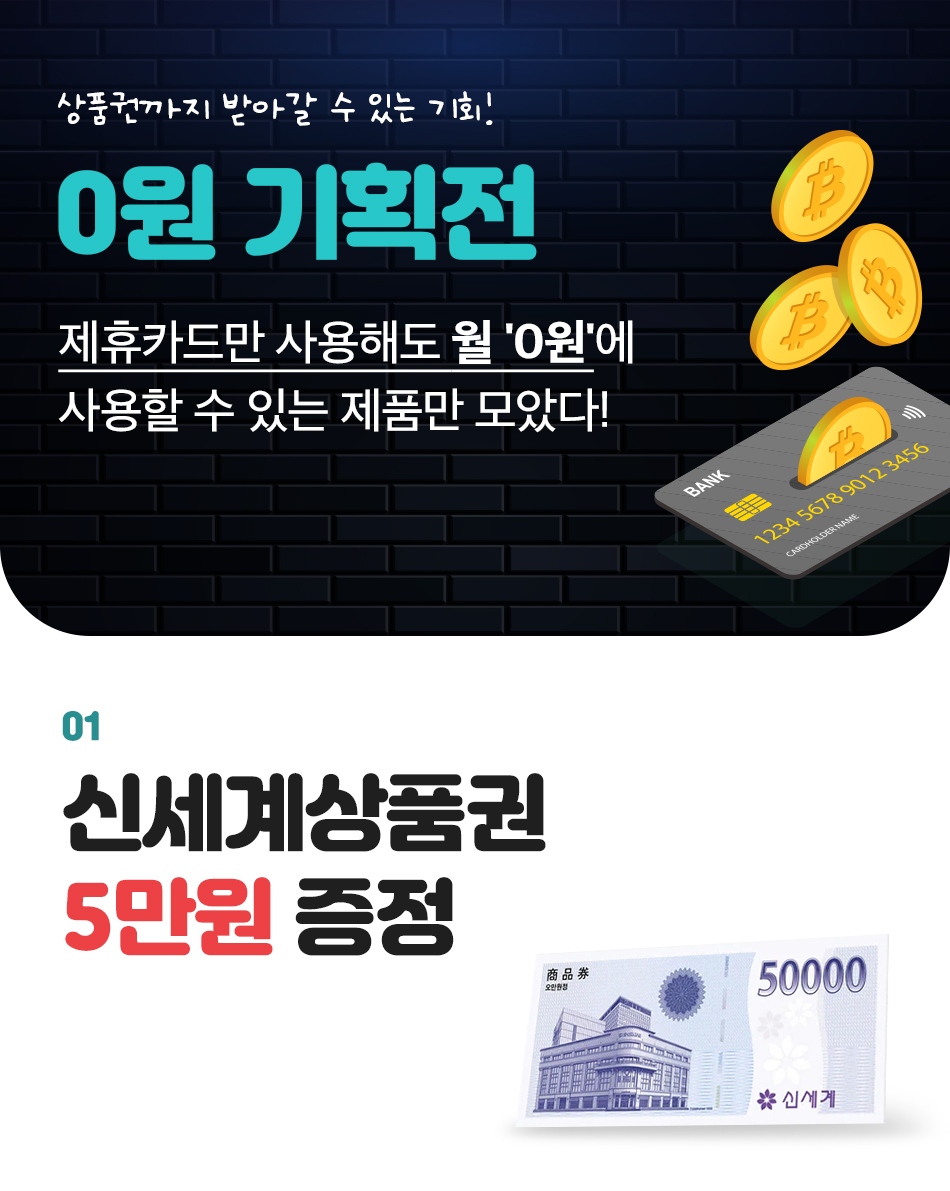 상품권까지 받아갈 수 있는 기회!
0원 기획전
제휴카드만 사용해도 월 '0원'에
사용할 수 있는 제품만 모았다!
BANK
1234 5678 9012 3456
CARDHOLDER NAME
01
신세계상품권
5만원 증정
商品券
오만원정
50000
신세계